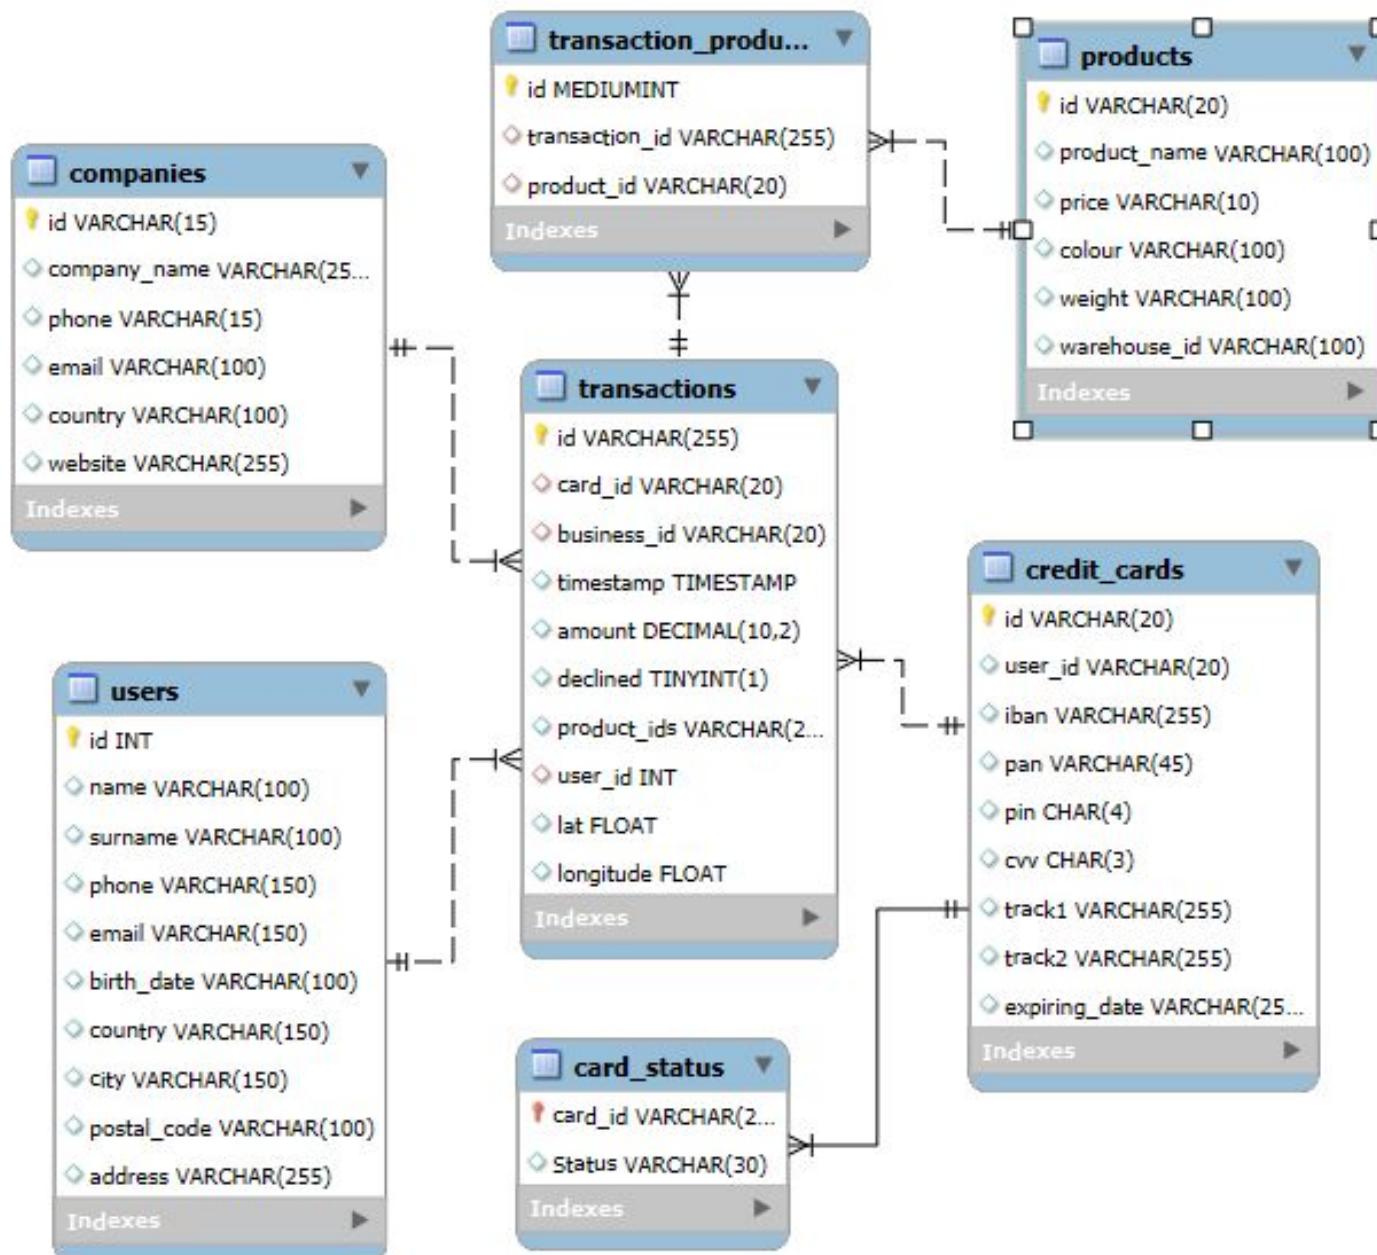 transaction_produ...
id MEDIUMINT
transaction_id VARCHAR(255)
product_id VARCHAR(20)
Indexes
products
id VARCHAR(20)
product_name VARCHAR(100)
price VARCHAR(10)
colour VARCHAR(100)
weight VARCHAR(100)
warehouse_id VARCHAR(100)
Indexes
companies
id VARCHAR(15)
company_name VARCHAR(25...
phone VARCHAR(15)
email VARCHAR(100)
country VARCHAR(100)
website VARCHAR(255)
Indexes
transactions
id VARCHAR(255)
card_id VARCHAR(20)
business_id VARCHAR(20)
timestamp TIMESTAMP
amount DECIMAL(10,2)
declined TINYINT(1)
product_ids VARCHAR(2...
user_id INT
lat FLOAT
longitude FLOAT
Indexes
credit_cards
id VARCHAR(20)
user_id VARCHAR(20)
iban VARCHAR(255)
pan VARCHAR(45)
pin CHAR(4)
cvv CHAR(3)
track1 VARCHAR(255)
track2 VARCHAR(255)
expiring_date VARCHAR(25...
Indexes
users
id INT
name VARCHAR(100)
surname VARCHAR(100)
phone VARCHAR(150)
email VARCHAR(150)
birth_date VARCHAR(100)
country VARCHAR(150)
city VARCHAR(150)
postal_code VARCHAR(100)
address VARCHAR(255)
Indexes
card_status
card_id VARCHAR(2...
Status VARCHAR(30)
Indexes